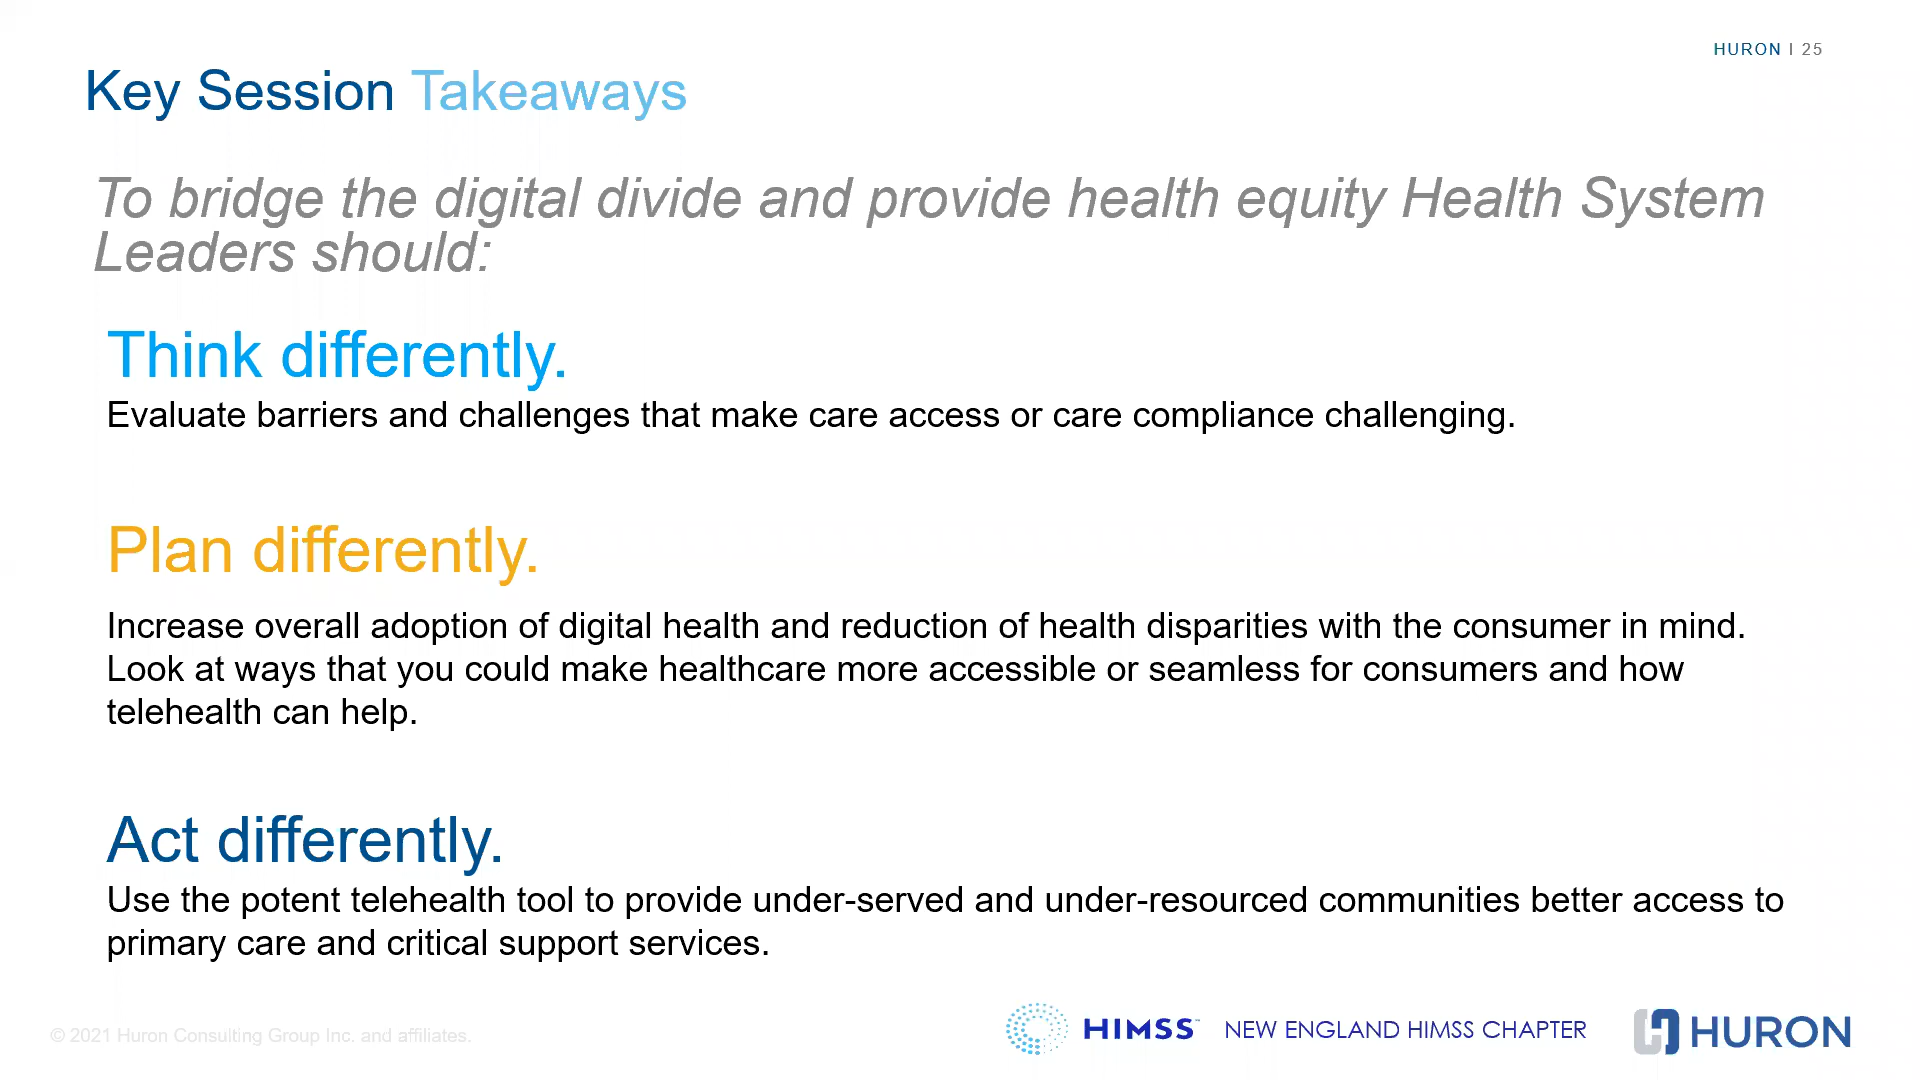 HURON | 25
Key Session Takeaways
To bridge the digital divide and provide health equity Health System
Leaders should:
Think differently.
Evaluate barriers and challenges that make care access or care compliance challenging.
Plan differently.
Increase overall adoption of digital health and reduction of health disparities with the consumer in mind.
Look at ways that you could make healthcare more accessible or seamless for consumers and how
telehealth can help.
Act differently.
Use the potent telehealth tool to provide under-served and under-resourced communities better access to
primary care and critical support services.
© 2021 Huron Consulting Group Inc. and affiliates.
HIMSS™ NEW ENGLAND HIMSS CHAPTER
HURON